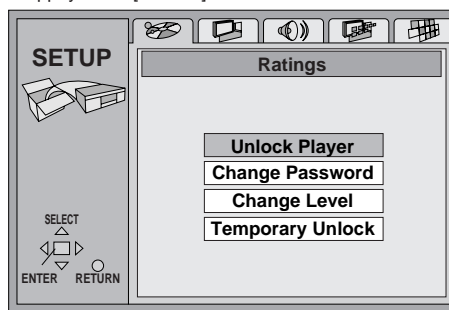 SETUP
Ratings
Unlock Player
Change Password
Change Level
Temporary Unlock
SELECT
ENTER RETURN